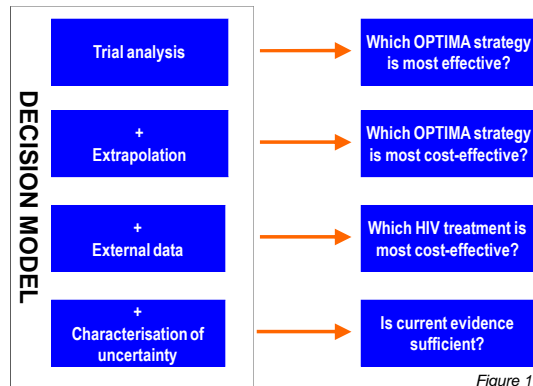 DECISION MODEL
Trial analysis
Which OPTIMA strategy
is most effective?
+
Extrapolation
Which OPTIMA strategy
is most cost-effective?
+
External data
Which HIV treatment is
most cost-effective?
+
Characterisation of
uncertainty
Is current evidence
sufficient?
Figure 1